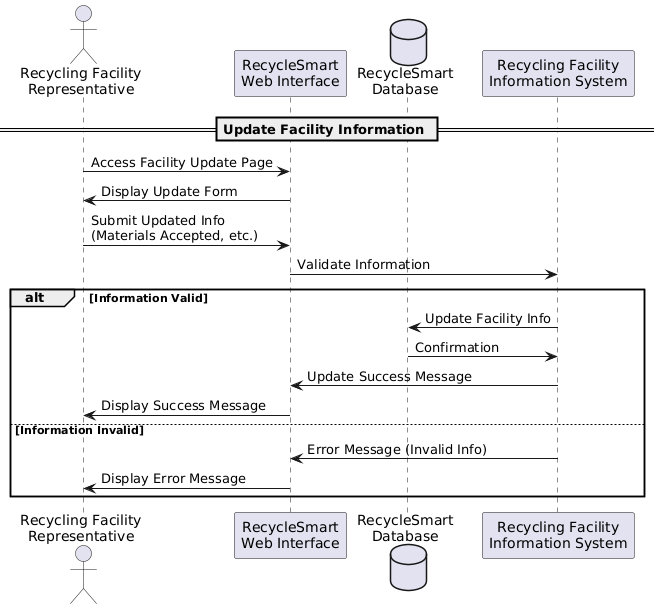 Recycling Facility
Representative
RecycleSmart
Web Interface
RecycleSmart
Database
Recycling Facility
Information System
Update Facility Information
Access Facility Update Page
Display Update Form
Submit Updated Info
(Materials Accepted, etc.)
Validate Information
alt
[Information Valid]
Update Facility Info
Confirmation
Update Success Message
Display Success Message
[Information Invalid]
Error Message (Invalid Info)
Display Error Message
Recycling Facility
Representative
RecycleSmart
Web Interface
RecycleSmart
Database
Recycling Facility
Information System